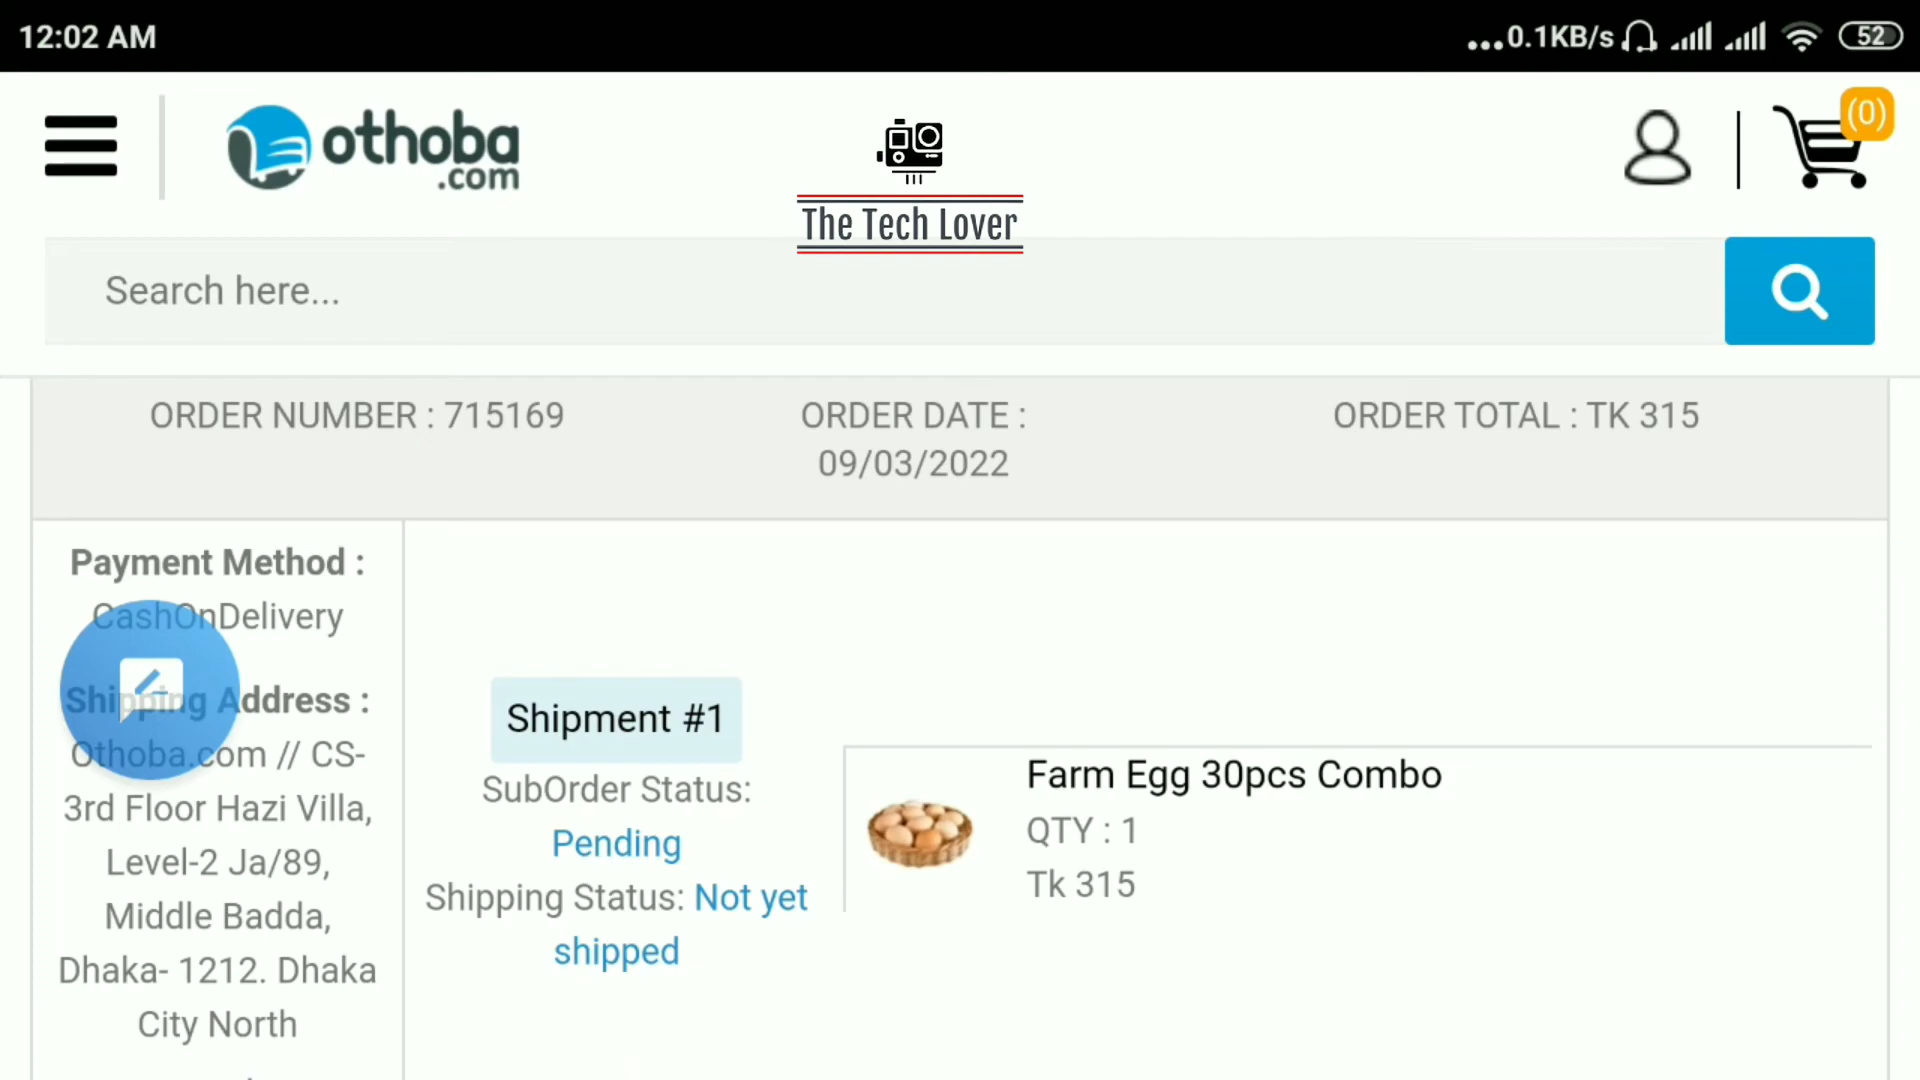 12:02 AM
...0.1KB/s
52
othoba
.com
(0)
The Tech Lover
Search here...
ORDER NUMBER : 715169
ORDER DATE :
09/03/2022
ORDER TOTAL : TK 315
Payment Method :
CashOnDelivery
Shipping Address :
Othoba.com // CS-
3rd Floor Hazi Villa,
Level-2 Ja/89,
Middle Badda,
Dhaka- 1212. Dhaka
City North
Shipment #1
SubOrder Status:
Pending
Shipping Status: Not yet
shipped
Farm Egg 30pcs Combo
QTY : 1
Tk 315